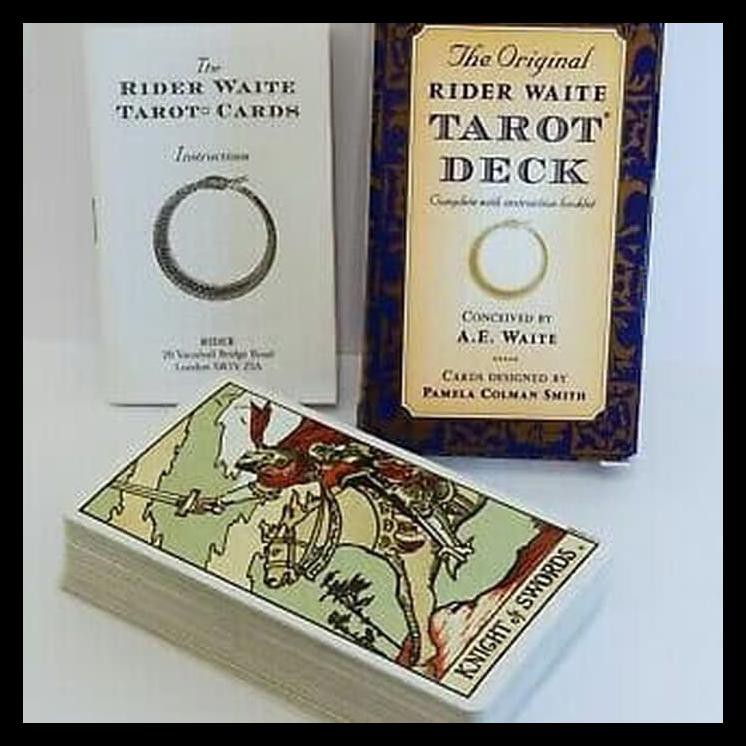 The
RIDER WAITE
TAROT CARDS
Instruction
RIDER
20 Vauxhall Bridge Road
London SW1V 2SA
The Original
RIDER WAITE
TAROT®
DECK
Complete with instruction booklet
CONCEIVED BY
A.E. WAITE
CARDS DESIGNED BY
PAMELA COLMAN SMITH
KNIGHT of SWORDS.